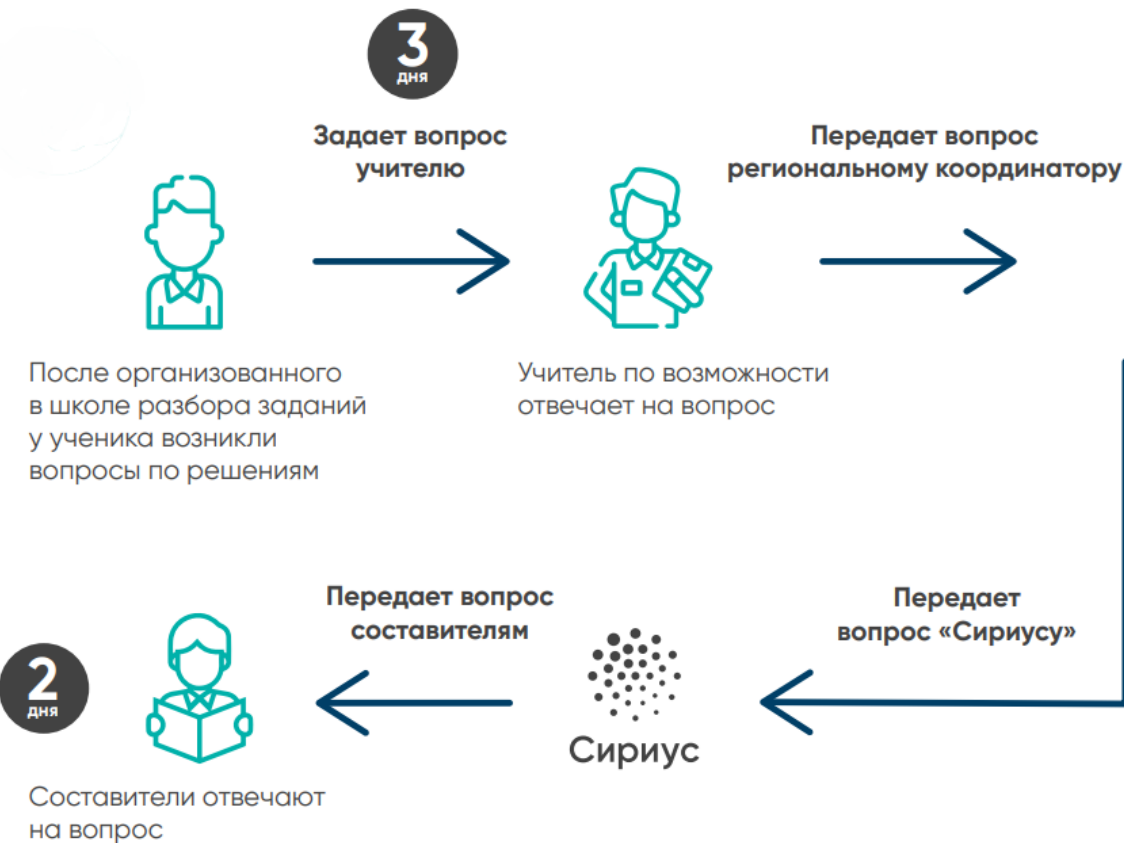 3
дня
Задает вопрос
учителю
Передает вопрос
региональному координатору
После организованного
в школе разбора заданий
у ученика возникли
вопросы по решениям
Учитель по возможности
отвечает на вопрос
Передает
вопрос «Сириусу»
Сириус
Передает вопрос
составителям
2
дня
Составители отвечают
на вопрос